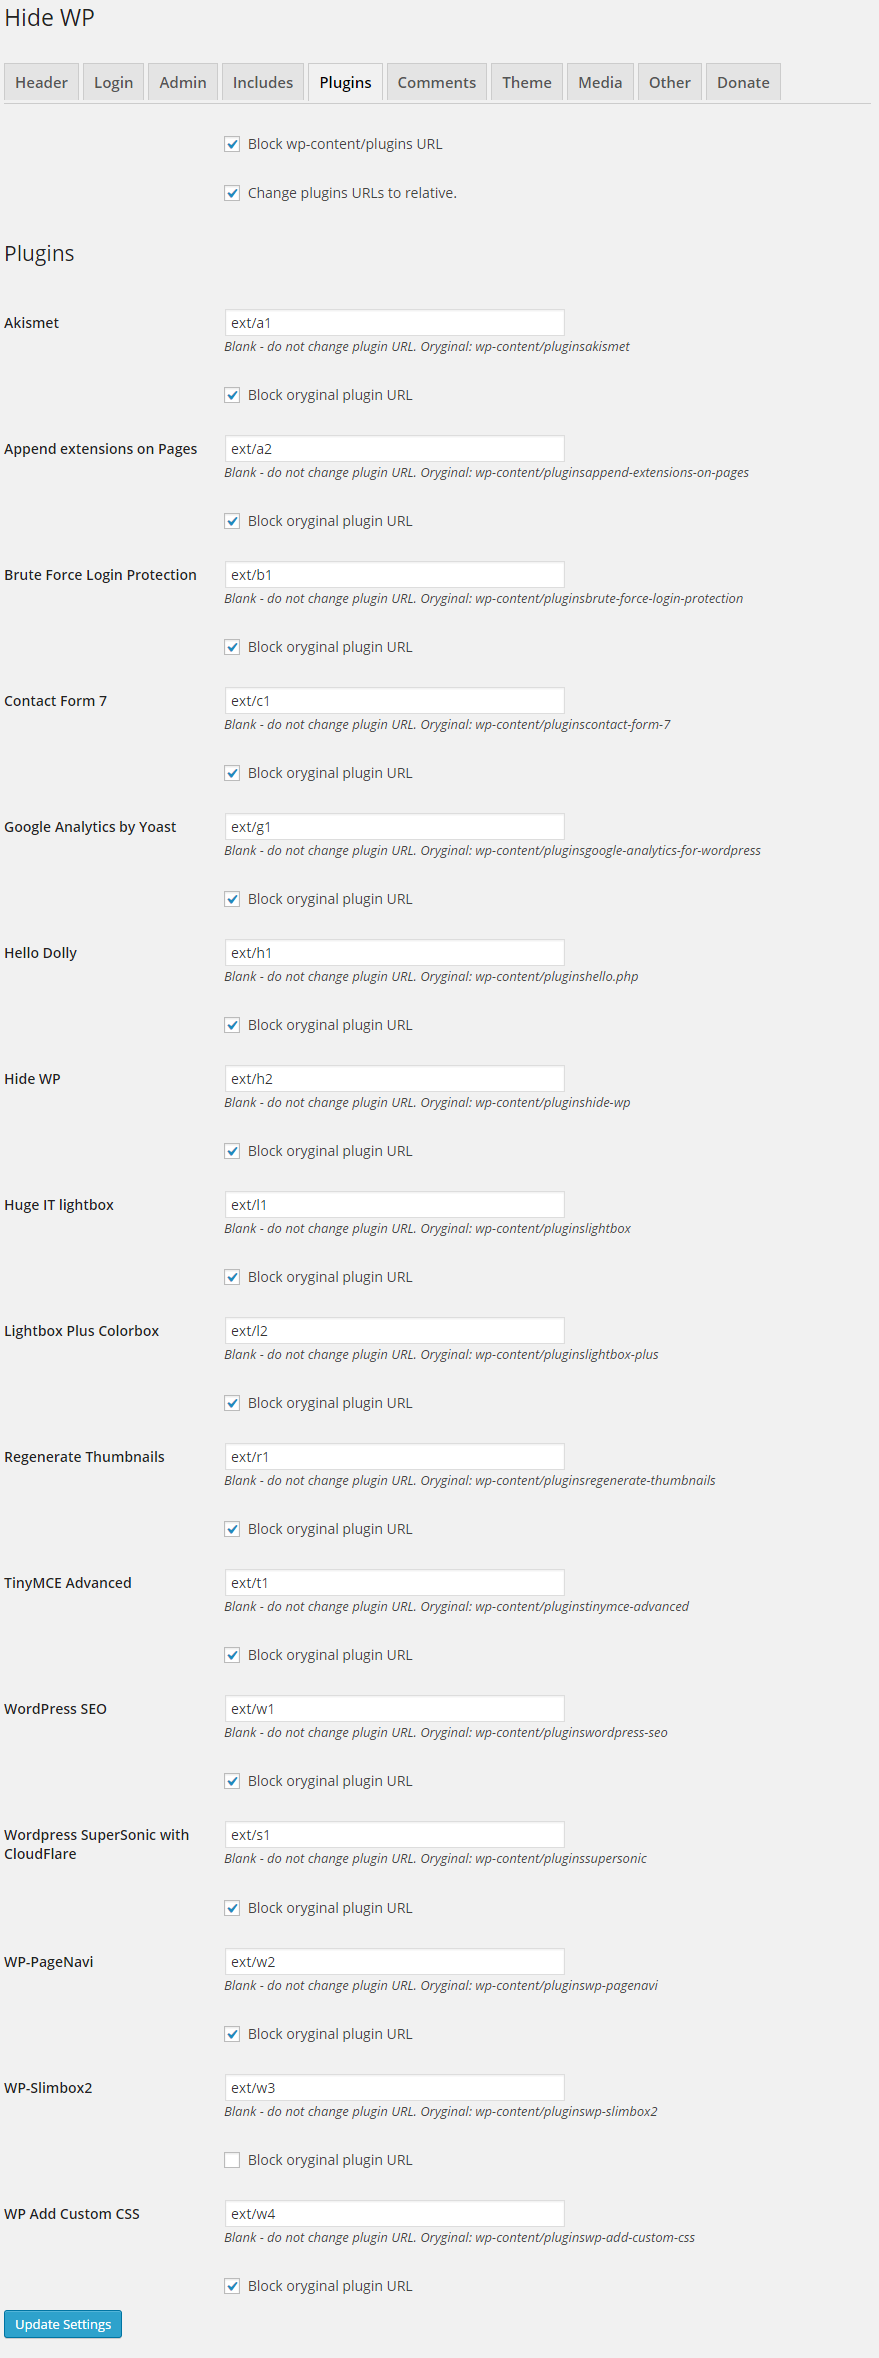 Hide WP
Header Login Admin Includes Plugins Comments Theme Media Other Donate
Block wp-content/plugins URL
Change plugins URLs to relative.
Plugins
Akismet ext/a1
Blank - do not change plugin URL. Oryginal: wp-content/pluginsakismet
Block oryginal plugin URL
Append extensions on Pages ext/a2
Blank - do not change plugin URL. Oryginal: wp-content/pluginsappend-extensions-on-pages
Block oryginal plugin URL
Brute Force Login Protection ext/b1
Blank - do not change plugin URL. Oryginal: wp-content/pluginsbrute-force-login-protection
Block oryginal plugin URL
Contact Form 7 ext/c1
Blank - do not change plugin URL. Oryginal: wp-content/pluginscontact-form-7
Block oryginal plugin URL
Google Analytics by Yoast ext/g1
Blank - do not change plugin URL. Oryginal: wp-content/pluginsgoogle-analytics-for-wordpress
Block oryginal plugin URL
Hello Dolly ext/h1
Blank - do not change plugin URL. Oryginal: wp-content/pluginshello.php
Block oryginal plugin URL
Hide WP ext/h2
Blank - do not change plugin URL. Oryginal: wp-content/pluginshide-wp
Block oryginal plugin URL
Huge IT lightbox ext/l1
Blank - do not change plugin URL. Oryginal: wp-content/pluginslightbox
Block oryginal plugin URL
Lightbox Plus Colorbox ext/l2
Blank - do not change plugin URL. Oryginal: wp-content/pluginslightbox-plus
Block oryginal plugin URL
Regenerate Thumbnails ext/r1
Blank - do not change plugin URL. Oryginal: wp-content/pluginsregenerate-thumbnails
Block oryginal plugin URL
TinyMCE Advanced ext/t1
Blank - do not change plugin URL. Oryginal: wp-content/pluginstinymce-advanced
Block oryginal plugin URL
WordPress SEO ext/w1
Blank - do not change plugin URL. Oryginal: wp-content/pluginswordpress-seo
Block oryginal plugin URL
Wordpress SuperSonic with ext/s1
CloudFlare
Blank - do not change plugin URL. Oryginal: wp-content/pluginssupersonic
Block oryginal plugin URL
WP-PageNavi ext/w2
Blank - do not change plugin URL. Oryginal: wp-content/pluginswp-pagenavi
Block oryginal plugin URL
WP-Slimbox2 ext/w3
Blank - do not change plugin URL. Oryginal: wp-content/pluginswp-slimbox2
Block oryginal plugin URL
WP Add Custom CSS ext/w4
Blank - do not change plugin URL. Oryginal: wp-content/pluginswp-add-custom-css
Block oryginal plugin URL
Update Settings